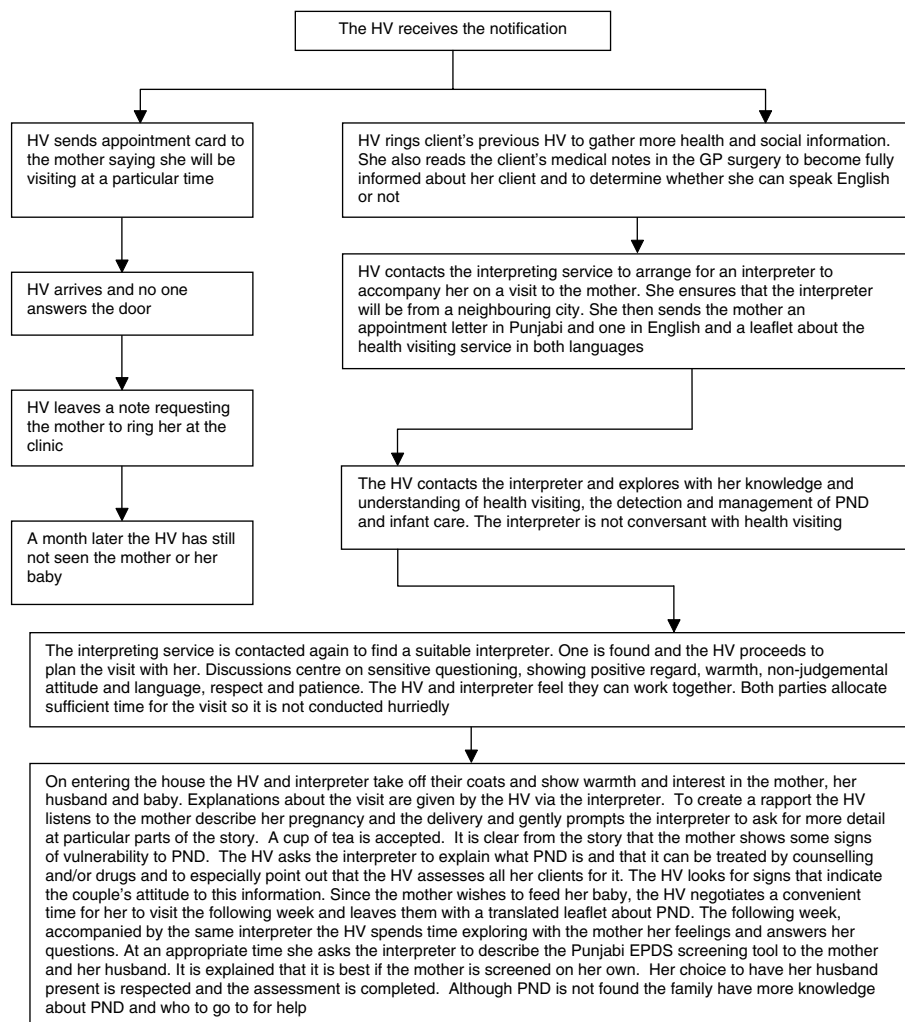 The HV receives the notification
HV sends appointment card to
the mother saying she will be
visiting at a particular time
HV arrives and no one
answers the door
HV leaves a note requesting
the mother to ring her at the
clinic
A month later the HV has still
not seen the mother or her
baby
HV rings client's previous HV to gather more health and social information.
She also reads the client's medical notes in the GP surgery to become fully
informed about her client and to determine whether she can speak English
or not
HV contacts the interpreting service to arrange for an interpreter to
accompany her on a visit to the mother. She ensures that the interpreter
will be from a neighbouring city. She then sends the mother an
appointment letter in Punjabi and one in English and a leaflet about the
health visiting service in both languages
The HV contacts the interpreter and explores with her knowledge and
understanding of health visiting, the detection and management of PND
and infant care. The interpreter is not conversant with health visiting
The interpreting service is contacted again to find a suitable interpreter. One is found and the HV proceeds to
plan the visit with her. Discussions centre on sensitive questioning, showing positive regard, warmth, non-judgemental
attitude and language, respect and patience. The HV and interpreter feel they can work together. Both parties allocate
sufficient time for the visit so it is not conducted hurriedly
On entering the house the HV and interpreter take off their coats and show warmth and interest in the mother, her
husband and baby. Explanations about the visit are given by the HV via the interpreter. To create a rapport the HV
listens to the mother describe her pregnancy and the delivery and gently prompts the interpreter to ask for more detail
at particular parts of the story. A cup of tea is accepted. It is clear from the story that the mother shows some signs
of vulnerability to PND. The HV asks the interpreter to explain what PND is and that it can be treated by counselling
and/or drugs and to especially point out that the HV assesses all her clients for it. The HV looks for signs that indicate
the couple's attitude to this information. Since the mother wishes to feed her baby, the HV negotiates a convenient
time for her to visit the following week and leaves them with a translated leaflet about PND. The following week,
accompanied by the same interpreter the HV spends time exploring with the mother her feelings and answers her
questions. At an appropriate time she asks the interpreter to describe the Punjabi EPDS screening tool to the mother
and her husband. It is explained that it is best if the mother is screened on her own. Her choice to have her husband
present is respected and the assessment is completed. Although PND is not found the family have more knowledge
about PND and who to go to for help